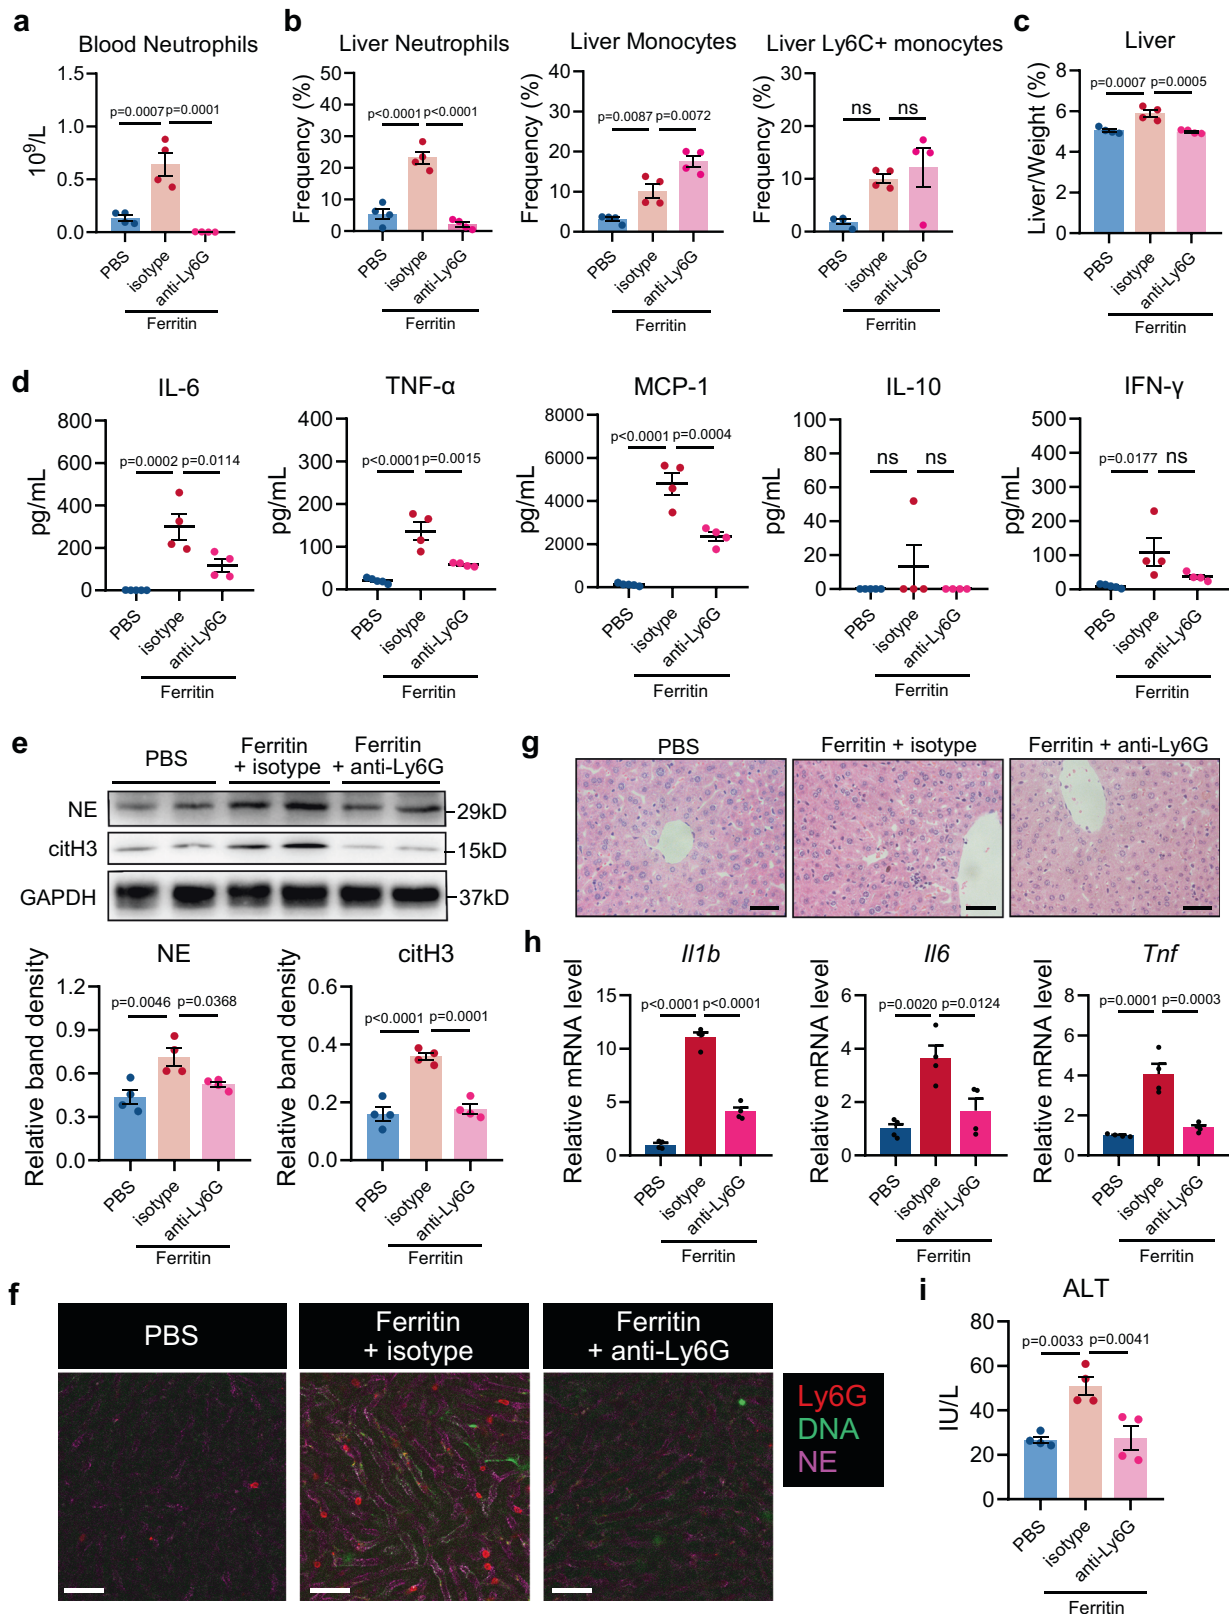 a
Blood Neutrophils
10⁹/L
1.5
1.0
0.5
0.0
p=0.0007
p=0.0001
PBS
isotype
anti-Ly6G
Ferritin
b
Liver Neutrophils
Frequency (%)
50
40
30
20
10
0
p<0.0001
p<0.0001
PBS
isotype
anti-Ly6G
Ferritin
Liver Monocytes
Frequency (%)
40
30
20
10
0
p=0.0087
p=0.0072
PBS
isotype
anti-Ly6G
Ferritin
Liver Ly6C+ monocytes
Frequency (%)
30
20
10
0
ns
ns
PBS
isotype
anti-Ly6G
Ferritin
c
Liver
Liver/Weight (%)
8
6
4
2
0
p=0.0007
p=0.0005
PBS
isotype
anti-Ly6G
Ferritin
d
IL-6
pg/mL
800
600
400
200
0
p=0.0002
p=0.0114
PBS
isotype
anti-Ly6G
Ferritin
TNF-α
pg/mL
400
300
200
100
0
p<0.0001
p=0.0015
PBS
isotype
anti-Ly6G
Ferritin
MCP-1
pg/mL
8000
6000
4000
2000
0
p<0.0001
p=0.0004
PBS
isotype
anti-Ly6G
Ferritin
IL-10
pg/mL
100
80
60
40
20
0
ns
ns
PBS
isotype
anti-Ly6G
Ferritin
IFN-γ
pg/mL
500
400
300
200
100
0
p=0.0177
ns
PBS
isotype
anti-Ly6G
Ferritin
e
PBS
Ferritin
+ isotype
Ferritin
+ anti-Ly6G
NE
29kD
citH3
15kD
GAPDH
37kD
NE
Relative band density
1.2
0.9
0.6
0.3
0.0
p=0.0046
p=0.0368
PBS
isotype
anti-Ly6G
Ferritin
citH3
Relative band density
0.6
0.4
0.2
0.0
p<0.0001
p=0.0001
PBS
isotype
anti-Ly6G
Ferritin
g
PBS
Ferritin + isotype
Ferritin + anti-Ly6G
h
Il1b
Relative mRNA level
15
10
5
0
p<0.0001
p<0.0001
PBS
isotype
anti-Ly6G
Ferritin
Il6
Relative mRNA level
6
4
2
0
p=0.0020
p=0.0124
PBS
isotype
anti-Ly6G
Ferritin
Tnf
Relative mRNA level
8
6
4
2
0
p=0.0001
p=0.0003
PBS
isotype
anti-Ly6G
Ferritin
f
PBS
Ferritin
+ isotype
Ferritin
+ anti-Ly6G
Ly6G
DNA
NE
i
ALT
IU/L
80
60
40
20
0
p=0.0033
p=0.0041
PBS
isotype
anti-Ly6G
Ferritin